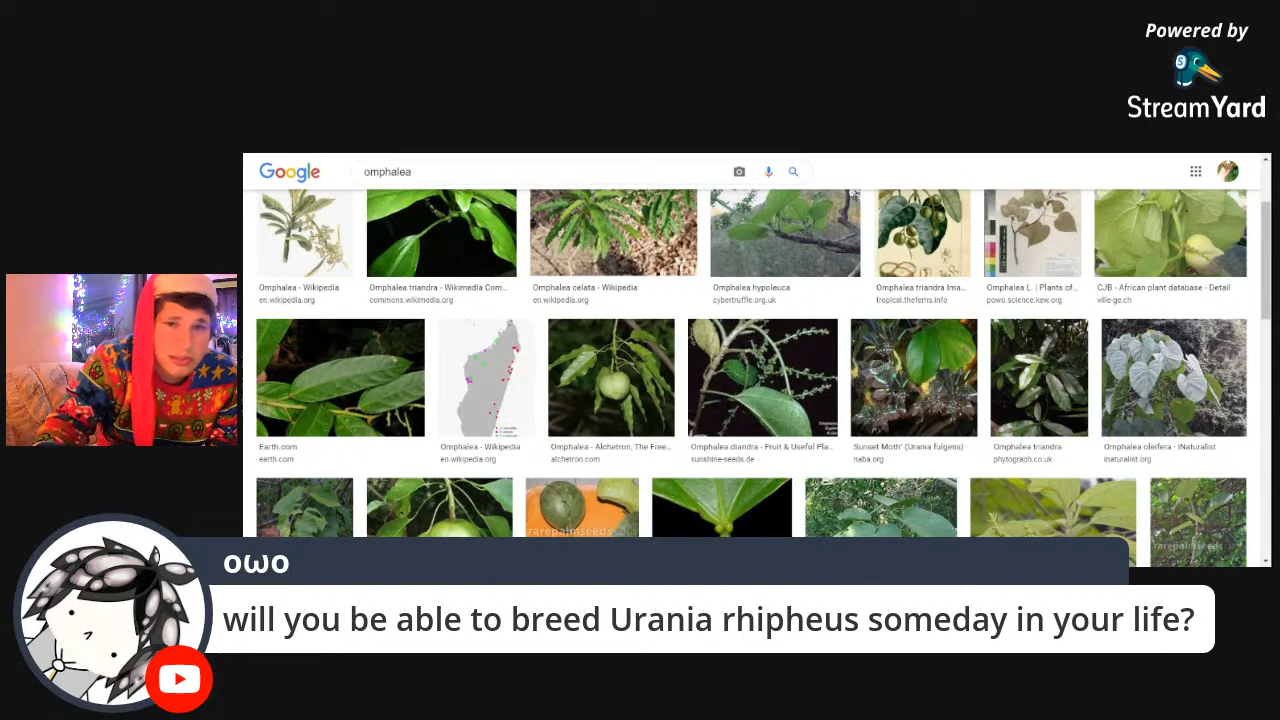 Powered by
StreamYard
Google
omphalea
Omphalea - Wikipedia
en.wikipedia.org
Omphalea triandra - Wikimedia Com...
commons.wikimedia.org
Omphalea celata - Wikipedia
en.wikipedia.org
Omphalea hypoleuca
cybertruffle.org.uk
Omphalea triandra Ima...
tropical.theferns.info
Omphalea L. | Plants of...
powo.science.kew.org
CJB - African plant database - Detail
ville-ge.ch
Earth.com
earth.com
Omphalea - Wikipedia
en.wikipedia.org
Omphalea - Alchetron, The Free...
alchetron.com
Omphalea diandra - Fruit & Useful Pla...
sunshine-seeds.de
Sunset Moth' (Urania fulgens)
naba.org
Omphalea triandra
phytograph.co.uk
Omphalea oleifera - iNaturalist
inaturalist.org
rarepalmseeds
rarepalmseeds
οωο
will you be able to breed Urania rhipheus someday in your life?